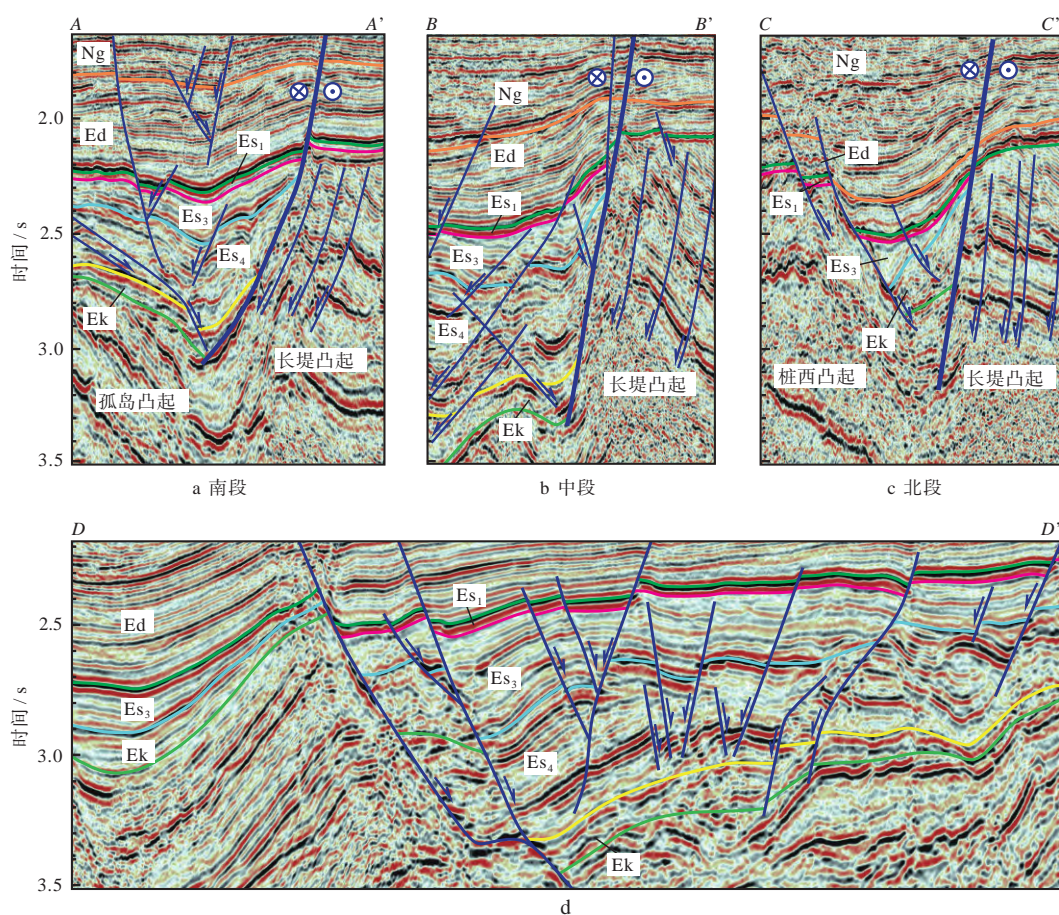 A A'
B B'
C C'
Ng
Ed
Es1
Es3
Es4
Ek
孤岛凸起
长堤凸起
2.0
2.5
3.0
3.5
时间/s
a 南段
Ng
Ed
Es1
Es3
Es4
Ek
长堤凸起
b 中段
Ng
Ed
Es1
Es3
Ek
桩西凸起
长堤凸起
c 北段
D D'
Ed
Es3
Ek
Es1
Es3
Es4
Ek
2.5
3.0
3.5
时间/s
d